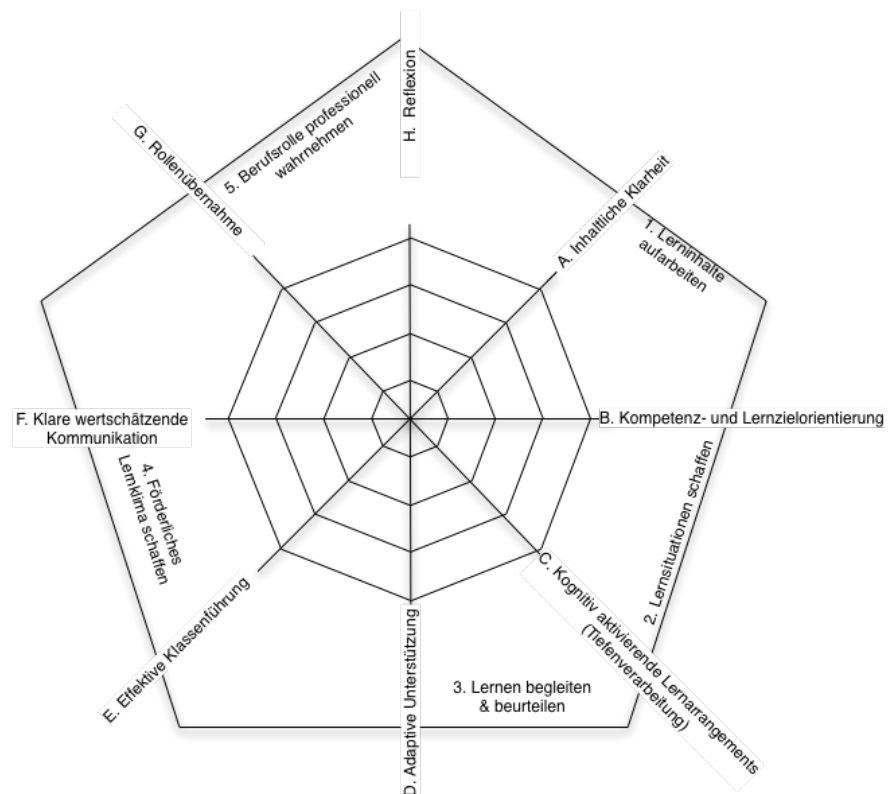 H. Reflexion
5. Berufsrolle professionell
wahrnehmen
G. Rollenübernahme
A. Inhaltliche Klarheit
1. Lerninhalte
aufarbeiten
F. Klare wertschätzende
Kommunikation
B. Kompetenz- und Lernzielorientierung
4. Förderliches
Lernklima schaffen
2. Lernsituationen schaffen
C. Kognitiv aktivierende Lernarrangements
(Tiefenverarbeitung)
E. Effektive Klassenführung
D. Adaptive Unterstützung
3. Lernen begleiten
& beurteilen